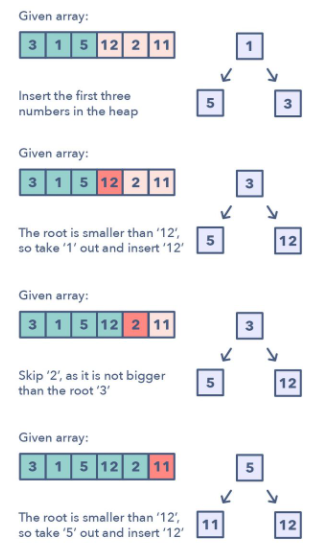 Given array:
3 1 5 12 2 11
1
5 3
Insert the first three
numbers in the heap
Given array:
3 1 5 12 2 11
3
5 12
The root is smaller than ‘12’,
so take ‘1’ out and insert ‘12’
Given array:
3 1 5 12 2 11
3
5 12
Skip ‘2’, as it is not bigger
than the root ‘3’
Given array:
3 1 5 12 2 11
5
11 12
The root is smaller than ‘12’,
so take ‘5’ out and insert ‘12’